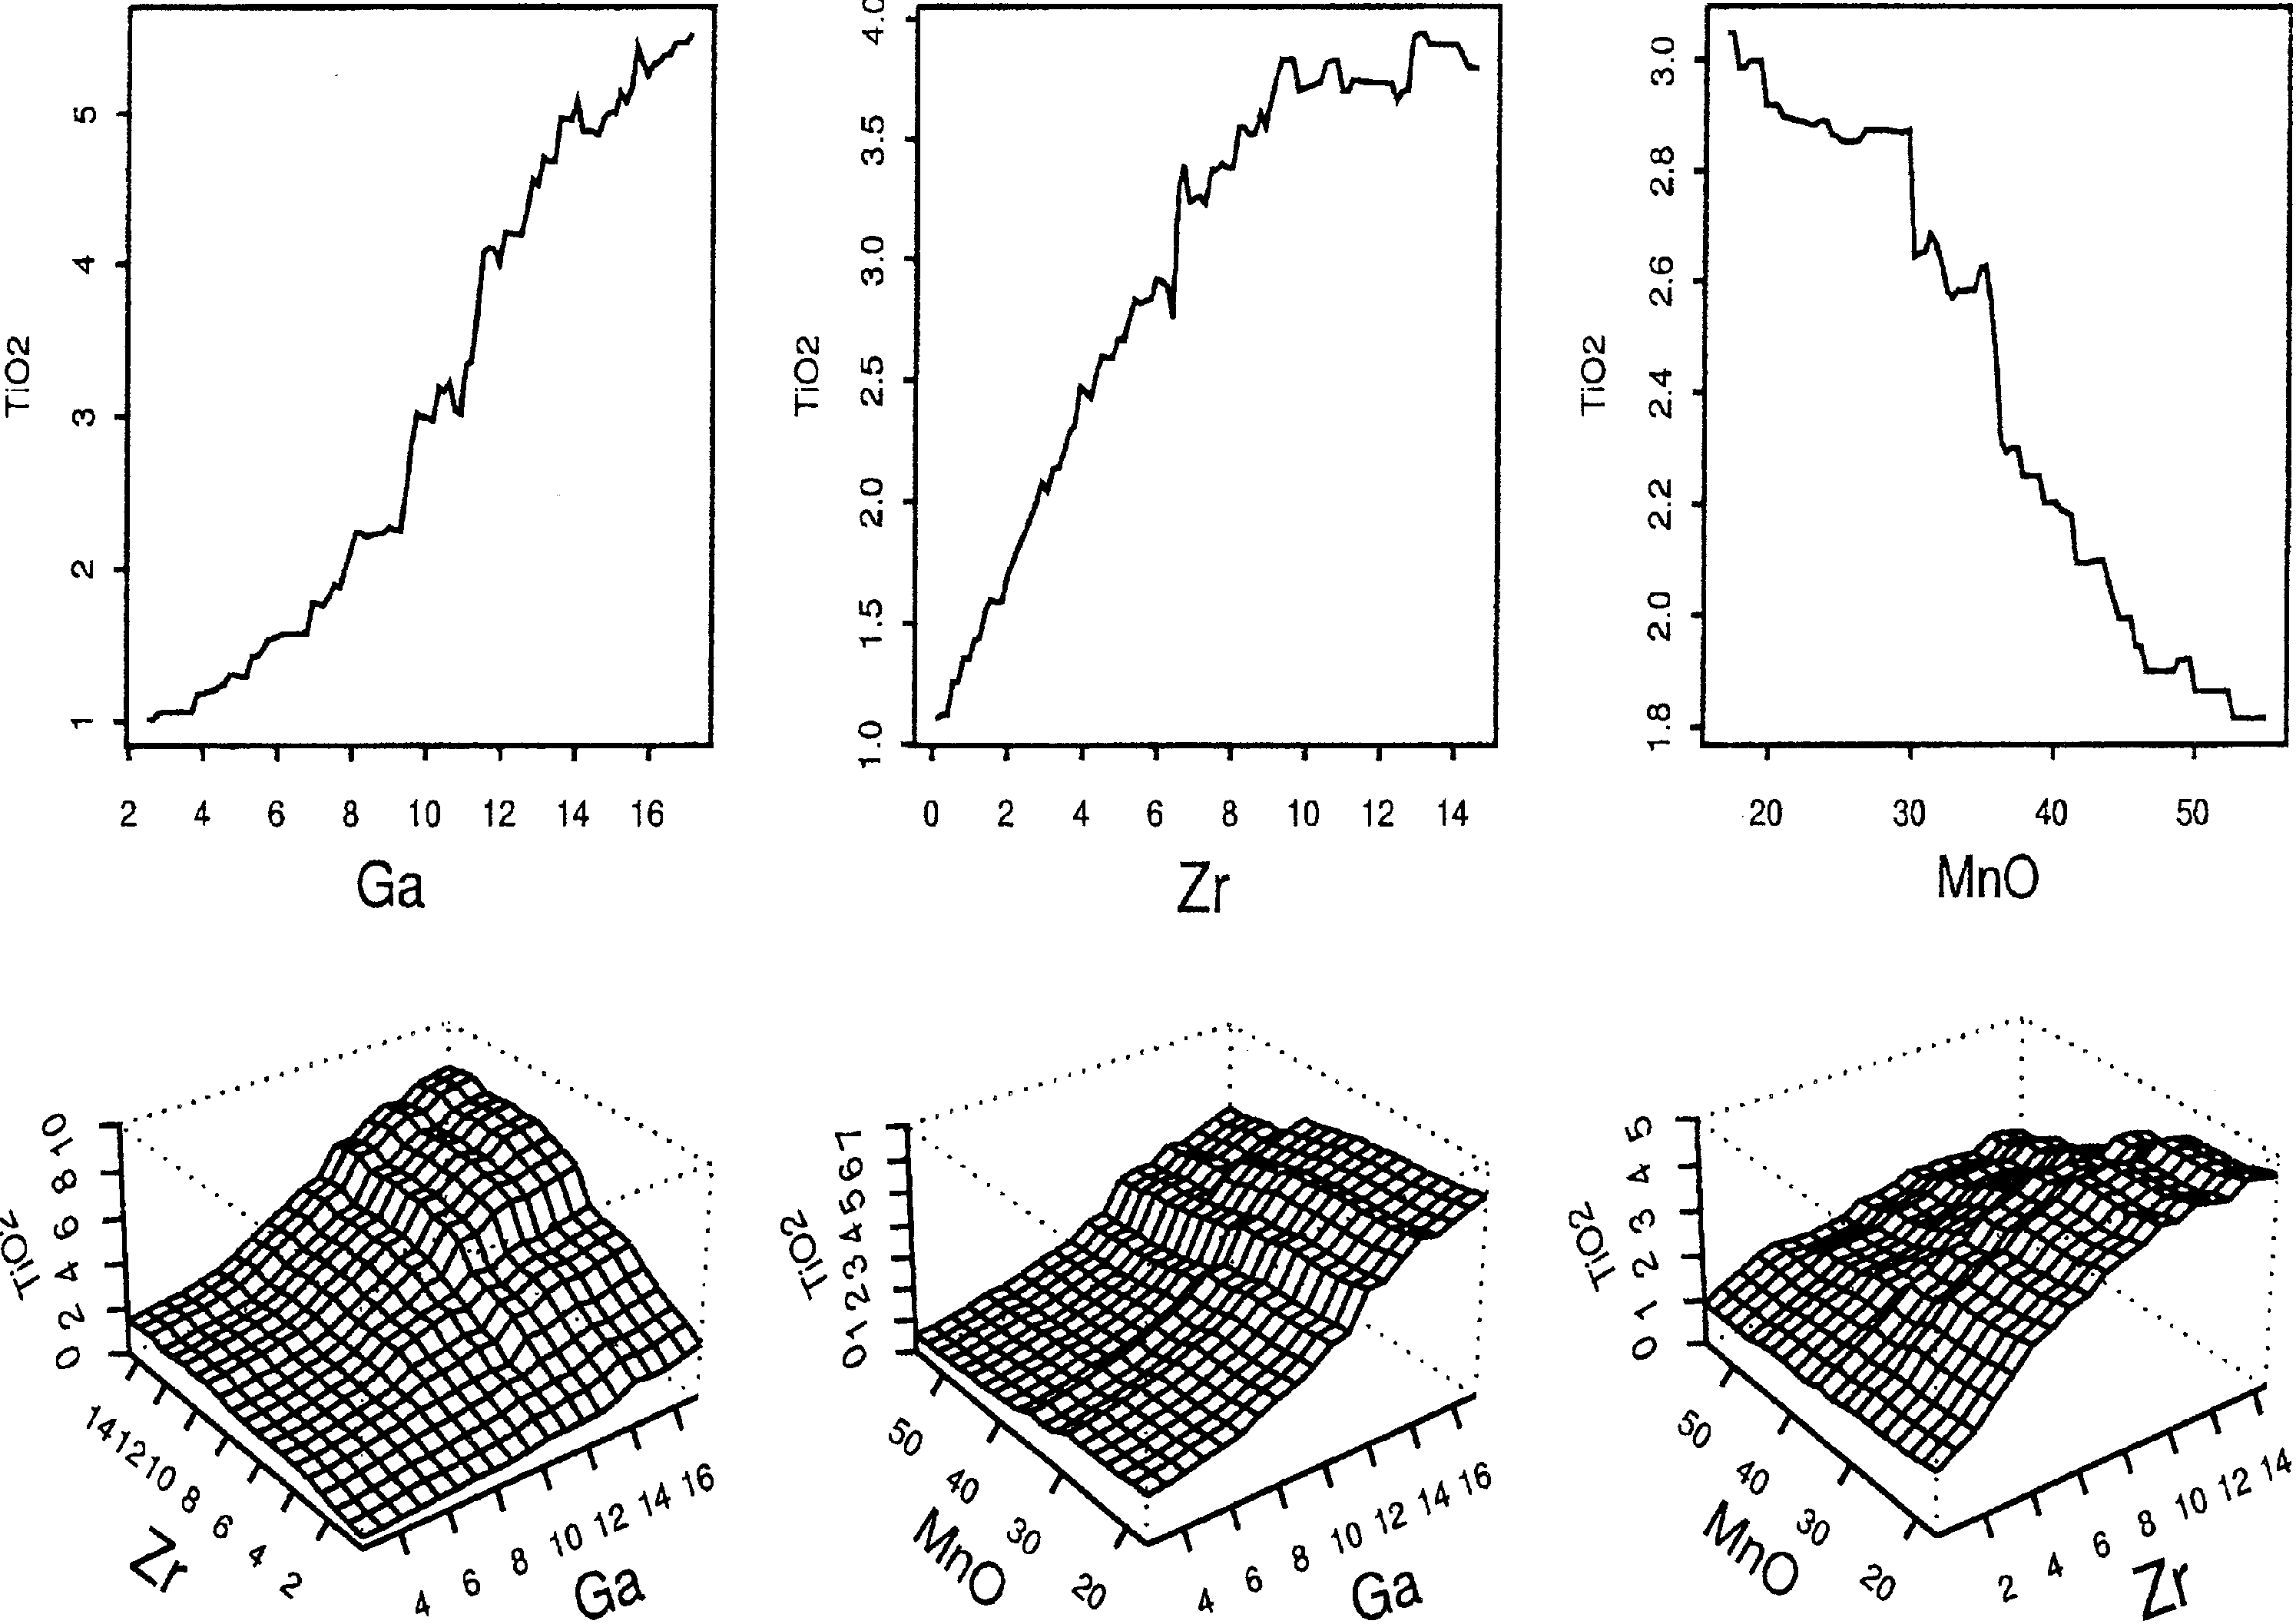 TiO2
1 2 3 4 5
2 4 6 8 10 12 14 16
Ga
TiO2
1.0 1.5 2.0 2.5 3.0 3.5 4.0
0 2 4 6 8 10 12 14
Zr
TiO2
1.8 2.0 2.2 2.4 2.6 2.8 3.0
20 30 40 50
MnO
TiO2
0 2 4 6 8 10
14 12 10 8 6 4 2
Zr
4 6 8 10 12 14 16
Ga
TiO2
0 1 2 3 4 5 6 7
50 40 30 20
MnO
4 6 8 10 12 14 16
Ga
TiO2
0 1 2 3 4 5
50 40 30 20
MnO
2 4 6 8 10 12 14
Zr